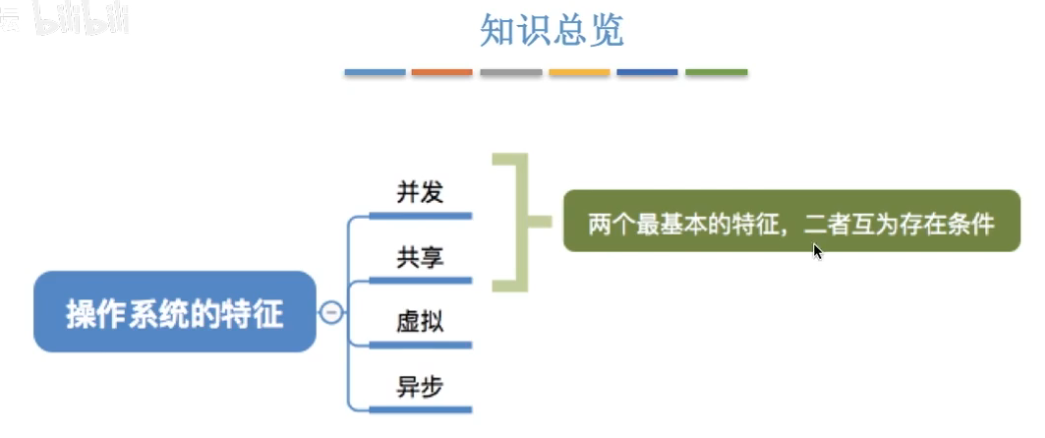 bilibili
知识总览
并发
共享
虚拟
异步
操作系统的特征
两个最基本的特征，二者互为存在条件